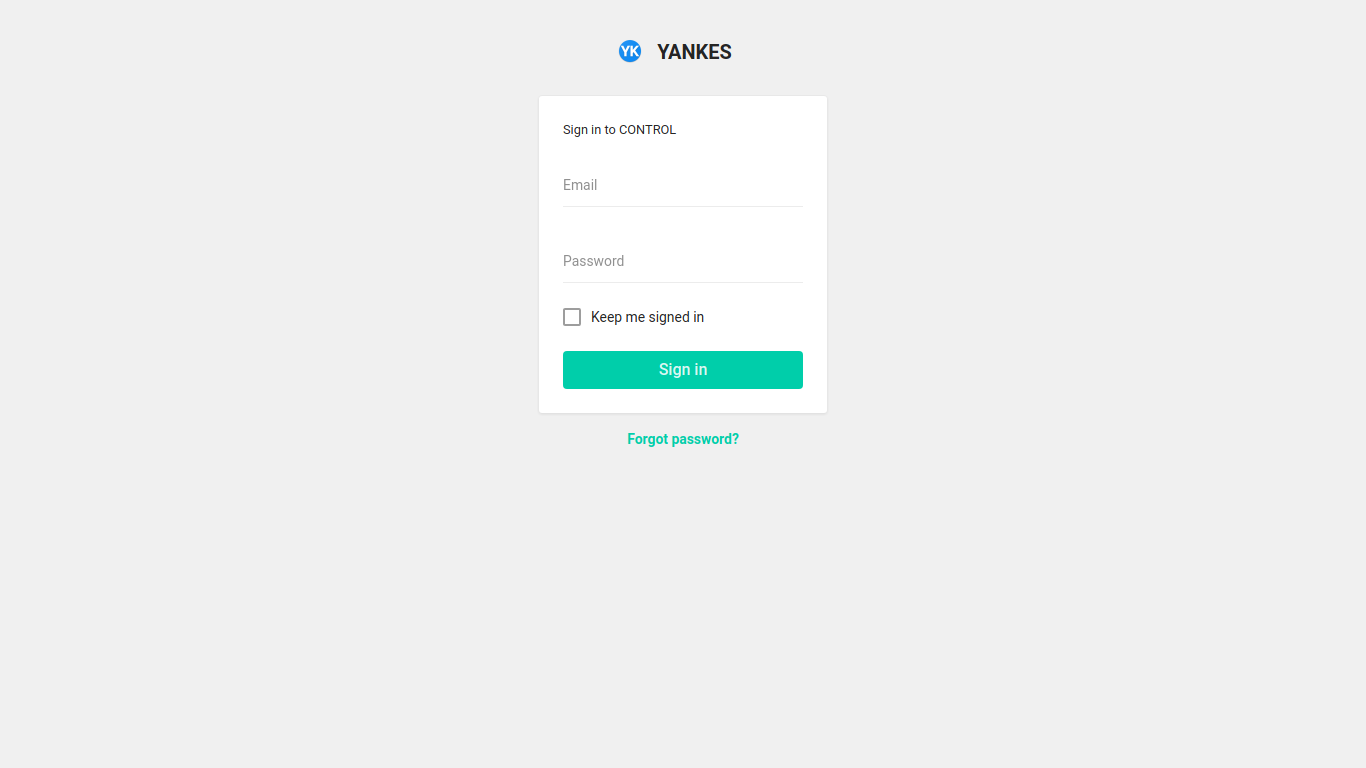 YK YANKES
Sign in to CONTROL
Email
Password
Keep me signed in
Sign in
Forgot password?